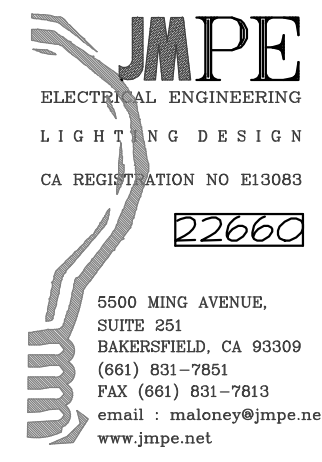 JMPE
ELECTRICAL ENGINEERING
LIGHTING DESIGN
CA REGISTRATION NO E13083
22660
5500 MING AVENUE,
SUITE 251
BAKERSFIELD, CA 93309
(661) 831-7851
FAX (661) 831-7813
email : maloney@jmpe.ne
www.jmpe.net